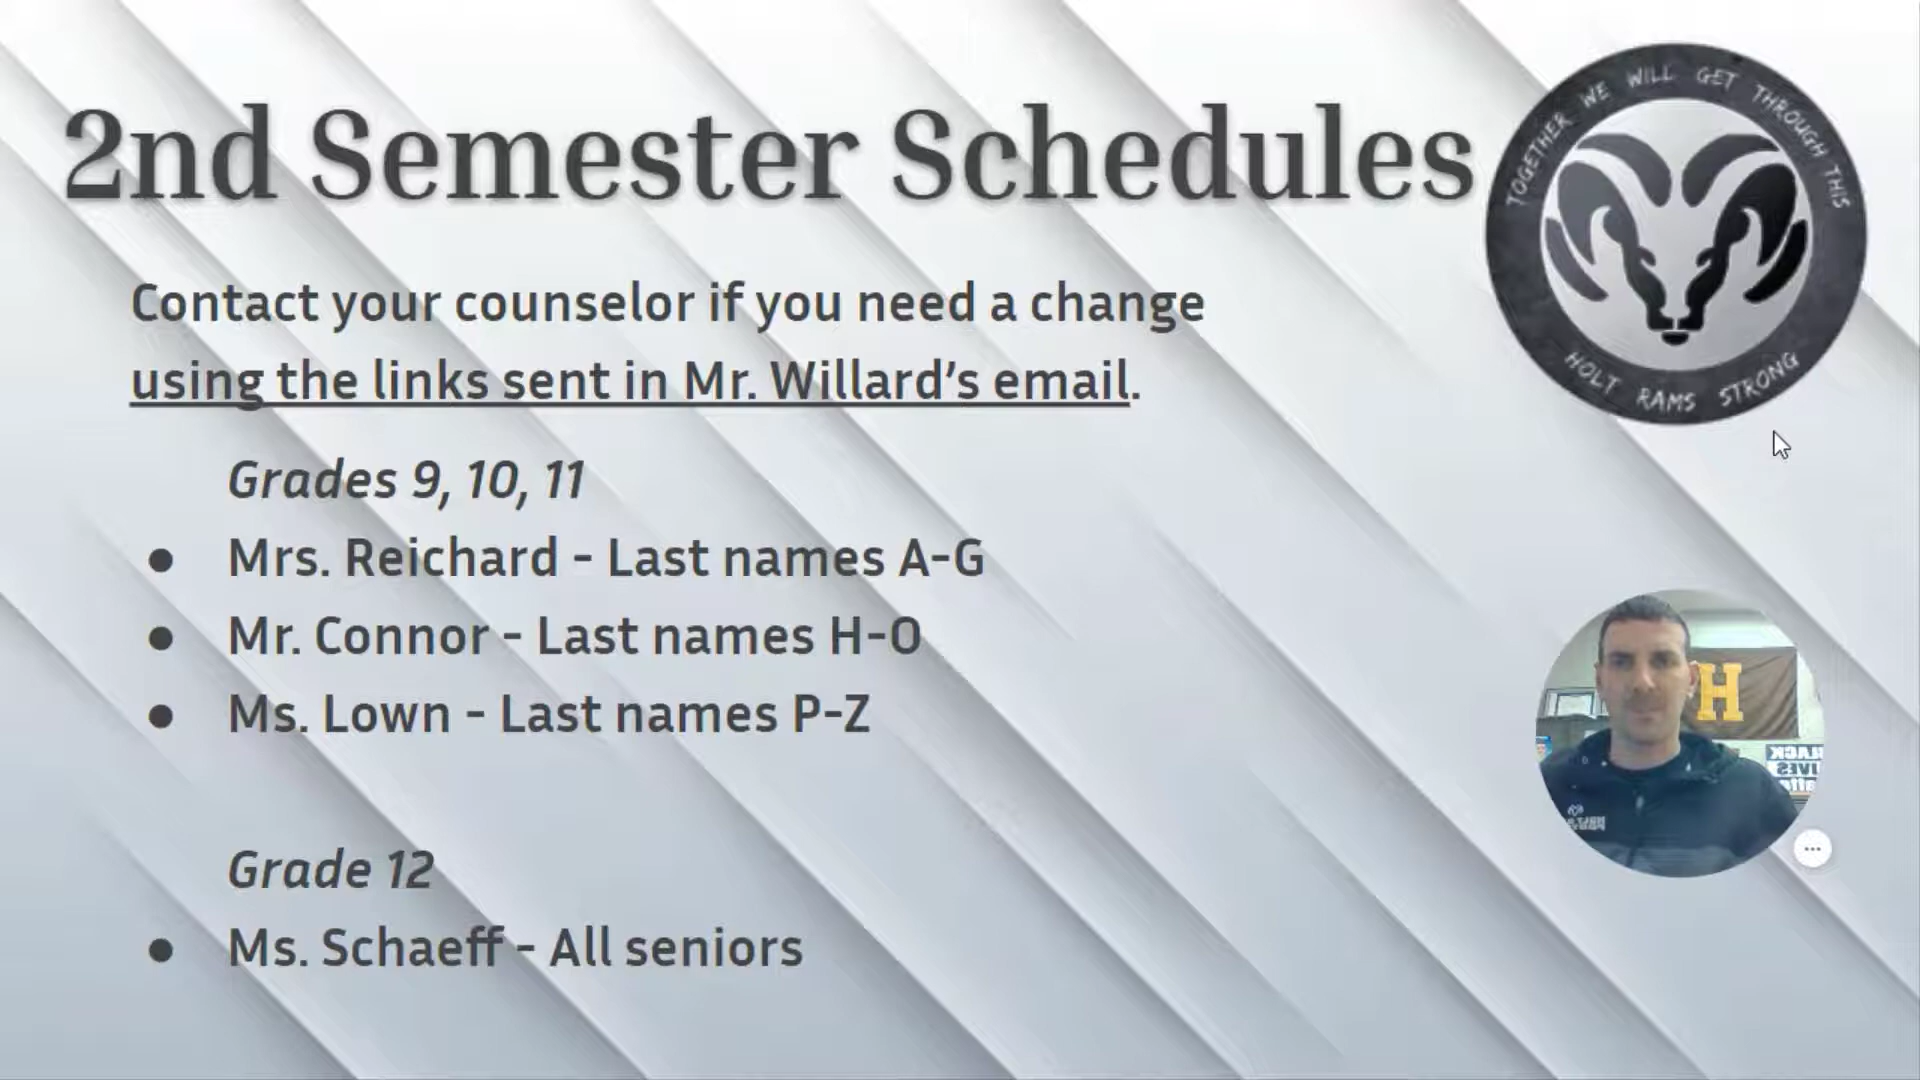 2nd Semester Schedules
TOGETHER WE WILL GET THROUGH THIS
HOLT RAMS STRONG
Contact your counselor if you need a change
using the links sent in Mr. Willard’s email.
Grades 9, 10, 11
● Mrs. Reichard - Last names A-G
● Mr. Connor - Last names H-O
● Ms. Lown - Last names P-Z
H
Grade 12
● Ms. Schaeff - All seniors